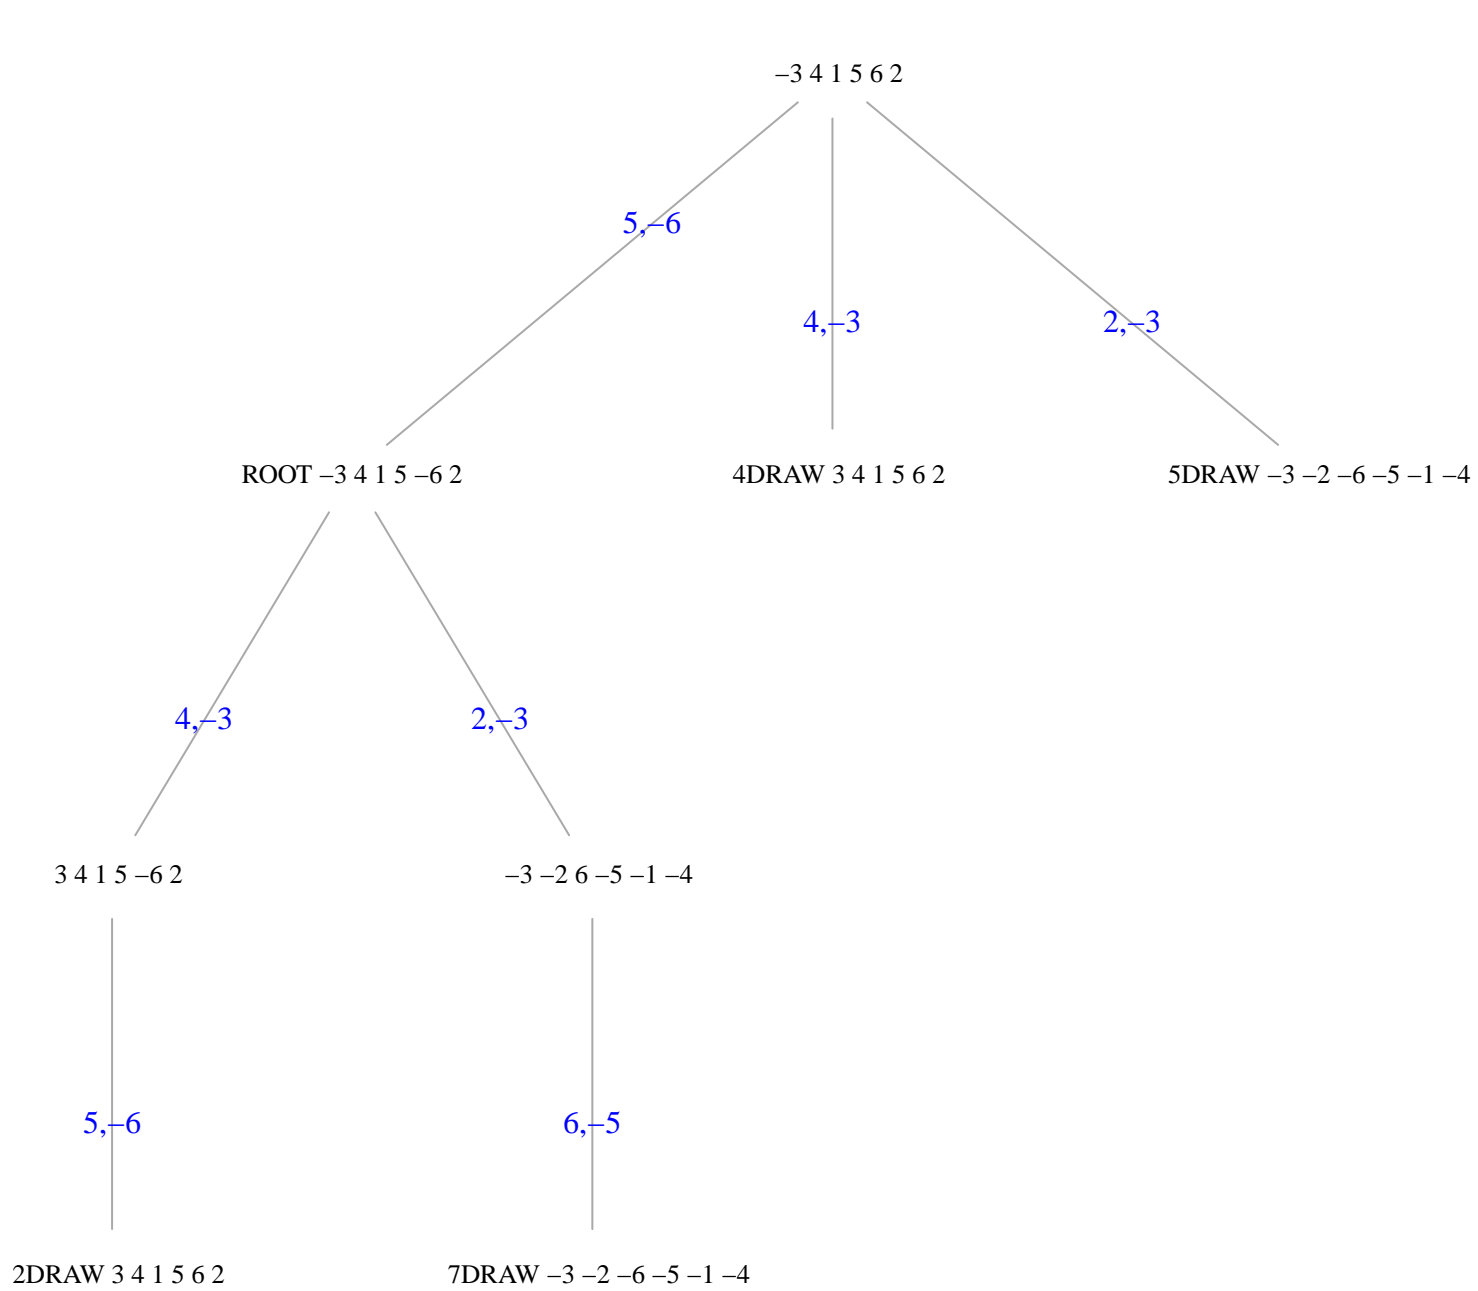 –3 4 1 5 6 2
5,–6
4,–3
2,–3
ROOT –3 4 1 5 –6 2
4DRAW 3 4 1 5 6 2
5DRAW –3 –2 –6 –5 –1 –4
4,–3
2,–3
3 4 1 5 –6 2
–3 –2 6 –5 –1 –4
5,–6
6,–5
2DRAW 3 4 1 5 6 2
7DRAW –3 –2 –6 –5 –1 –4